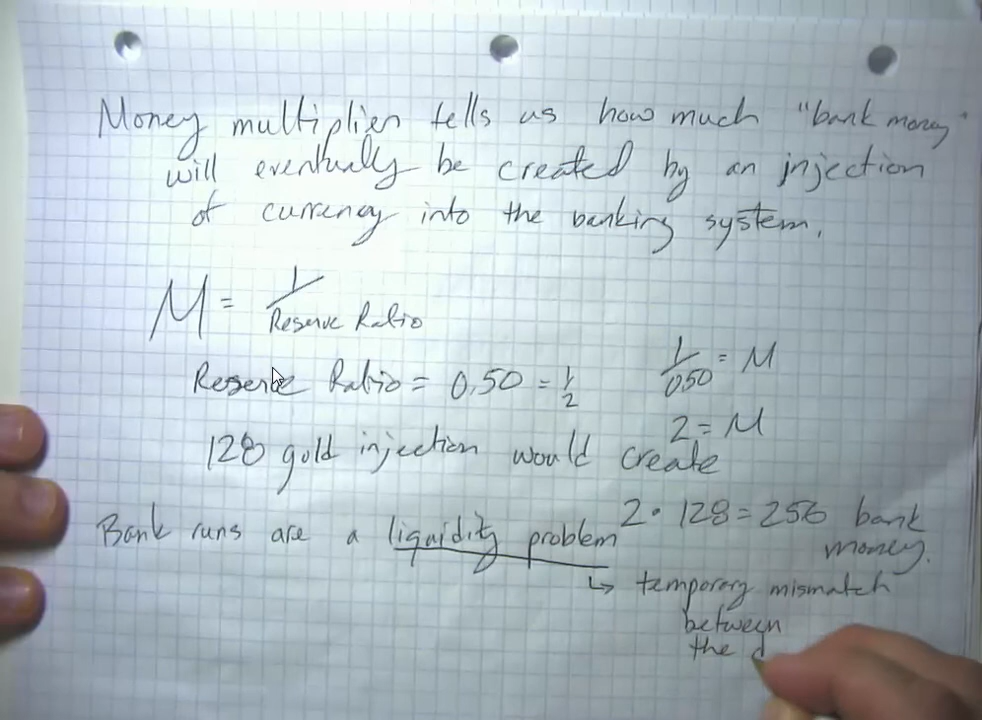 Money multiplier tells us how much "bank money"
will eventually be created by an injection
of currency into the banking system.
M = 1/Reserve Ratio
Reserve Ratio = 0.50 = 1/2
1/0.50 = M
2 = M
128 gold injection would create
2 · 128 = 256 bank
money.
Bank runs are a liquidity problem
↳ temporary mismatch
between
the d